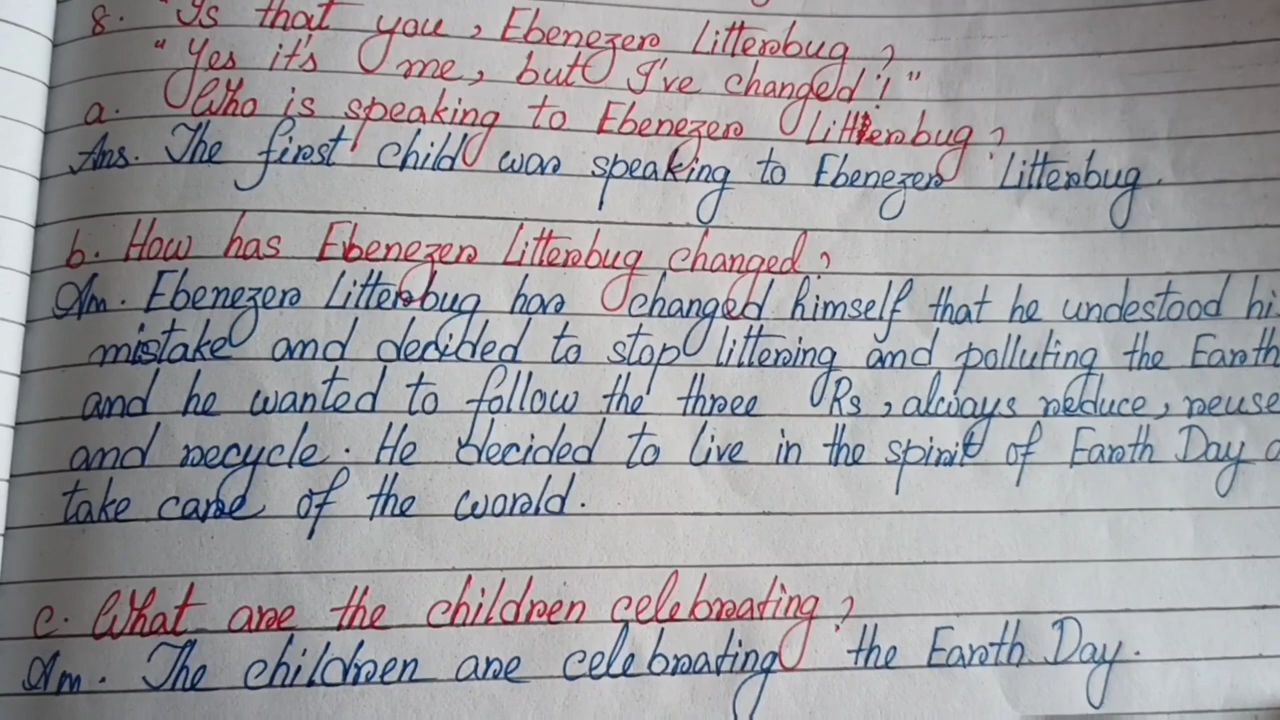 8. "Is that you, Ebenezer Litterbug?
"Yes it's me, but I've changed!"
a. Who is speaking to Ebenezer Litterbug?
Ans. The first child was speaking to Ebenezer Litterbug.
b. How has Ebenezer Litterbug changed?
Ans. Ebenezer Litterbug has changed himself that he undestood hi
mistake and decided to stop littering and polluting the Earth
and he wanted to follow the three Rs, always reduce, reuse
and recycle. He decided to live in the spirit of Earth Day
take care of the world.
c. What are the children celebrating?
Ans. The children are celebrating the Earth Day.